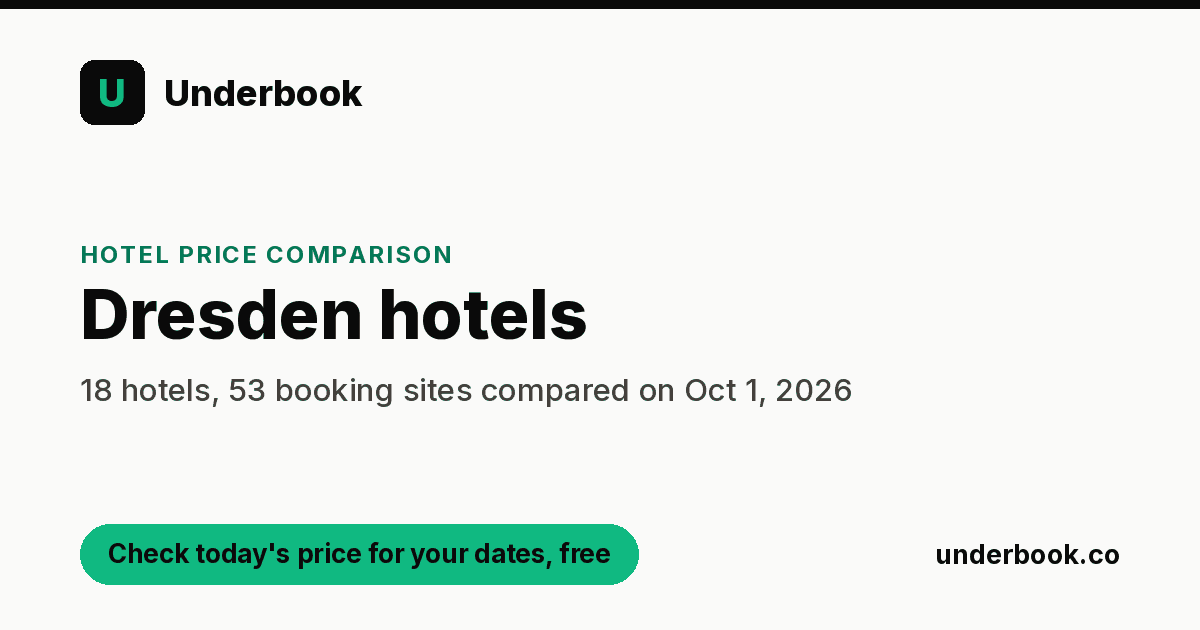 U
Underbook
HOTEL PRICE COMPARISON
Dresden hotels
18 hotels, 53 booking sites compared on Oct 1, 2026
Check today's price for your dates, free
underbook.co